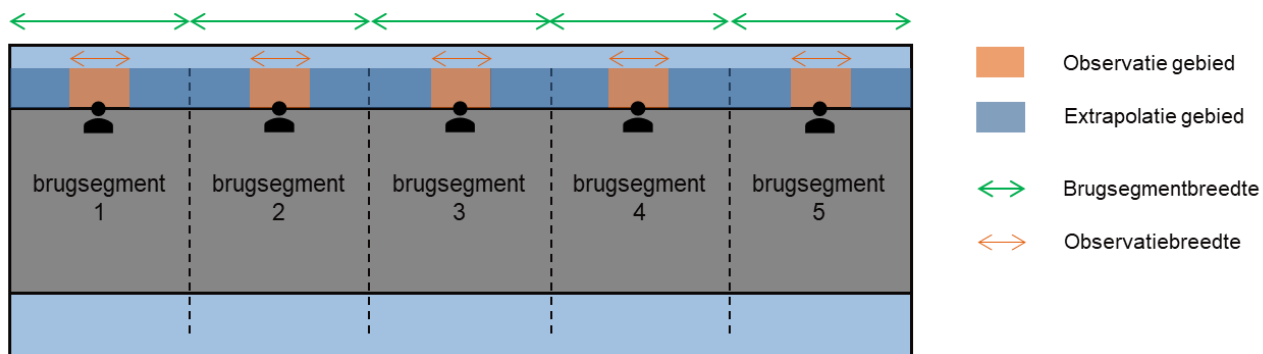 brugsegment
1
brugsegment
2
brugsegment
3
brugsegment
4
brugsegment
5
Observatie gebied
Extrapolatie gebied
Brugsegmentbreedte
Observatiebreedte